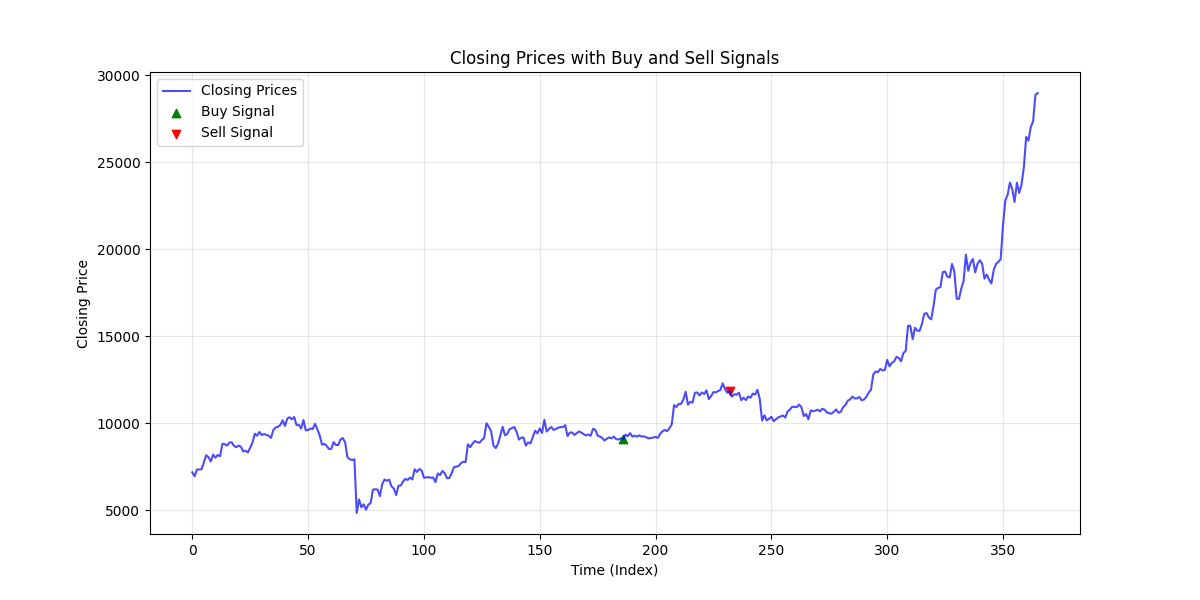 Closing Prices with Buy and Sell Signals
30000
25000
20000
15000
10000
5000
Closing Price
Closing Prices
Buy Signal
Sell Signal
0 50 100 150 200 250 300 350
Time (Index)